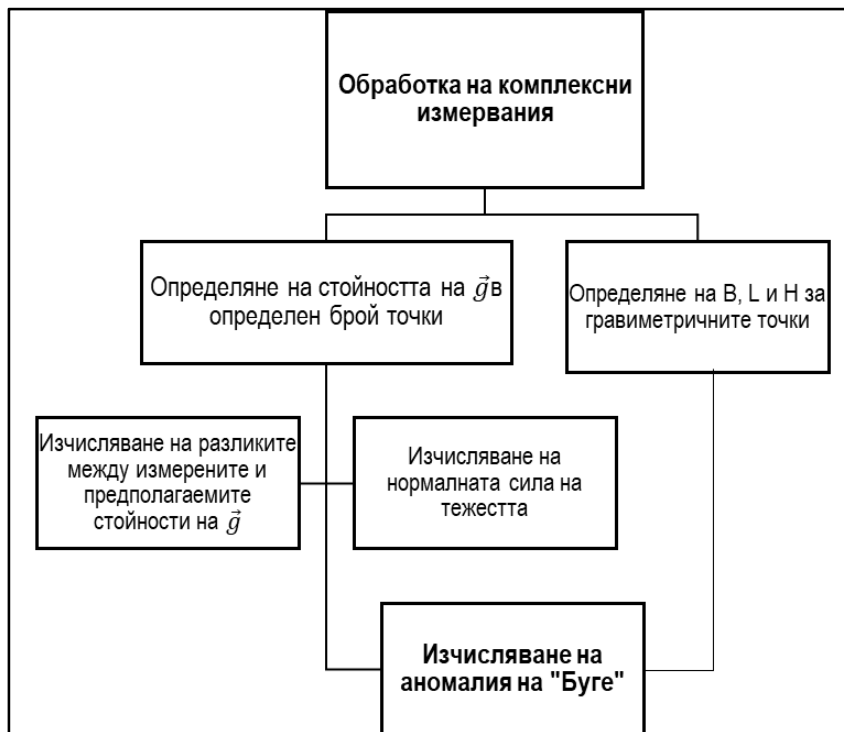 Обработка на комплексни
измервания
Определяне на стойността на g⃗ в
определен брой точки
Определяне на B, L и H за
гравиметричните точки
Изчисляване на разликите
между измерените и
предполагаемите
стойности на g⃗
Изчисляване на
нормалната сила на
тежестта
Изчисляване на
аномалия на "Буге"